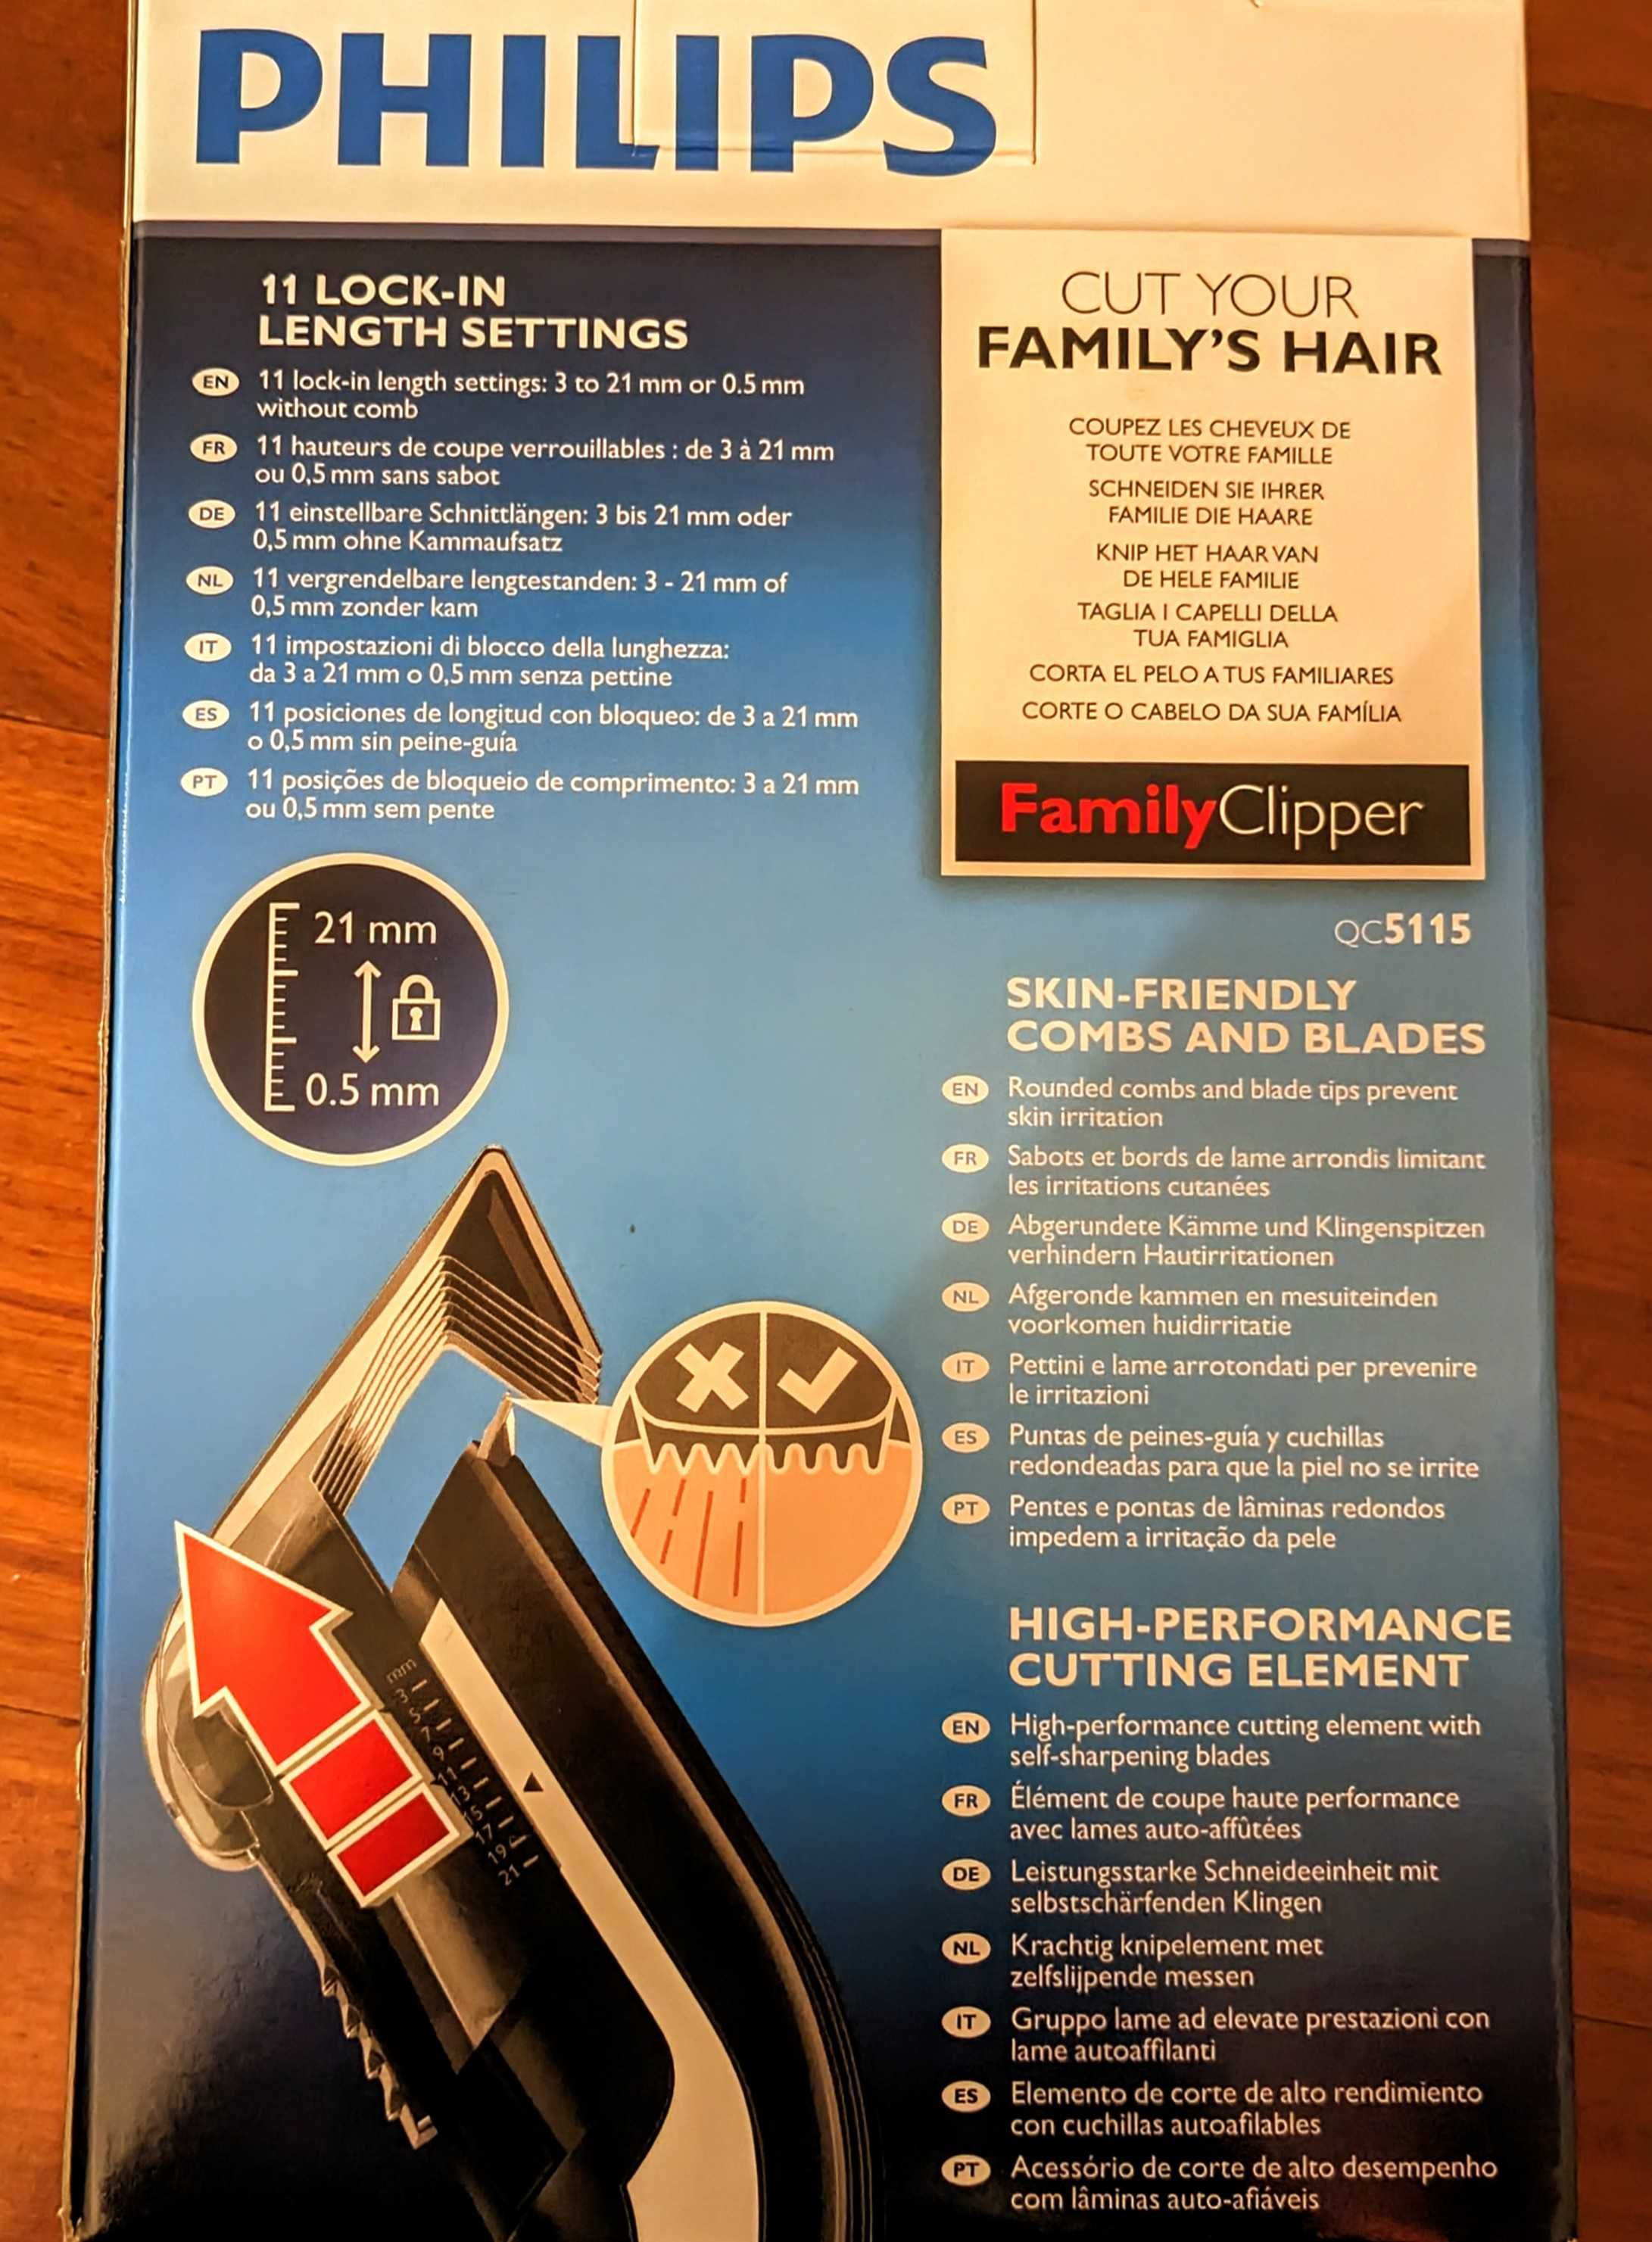 PHILIPS
11 LOCK-IN
LENGTH SETTINGS
EN 11 lock-in length settings: 3 to 21 mm or 0.5 mm
without comb
FR 11 hauteurs de coupe verrouillables : de 3 à 21 mm
ou 0,5 mm sans sabot
DE 11 einstellbare Schnittlängen: 3 bis 21 mm oder
0,5 mm ohne Kammaufsatz
NL 11 vergrendelbare lengtestanden: 3 - 21 mm of
0,5 mm zonder kam
IT 11 impostazioni di blocco della lunghezza:
da 3 a 21 mm o 0,5 mm senza pettine
ES 11 posiciones de longitud con bloqueo: de 3 a 21 mm
o 0,5 mm sin peine-guía
PT 11 posições de bloqueio de comprimento: 3 a 21 mm
ou 0,5 mm sem pente
CUT YOUR
FAMILY'S HAIR
COUPEZ LES CHEVEUX DE
TOUTE VOTRE FAMILLE
SCHNEIDEN SIE IHRER
FAMILIE DIE HAARE
KNIP HET HAAR VAN
DE HELE FAMILIE
TAGLIA I CAPELLI DELLA
TUA FAMIGLIA
CORTA EL PELO A TUS FAMILIARES
CORTE O CABELO DA SUA FAMÍLIA
FamilyClipper
QC5115
21 mm
0.5 mm
SKIN-FRIENDLY
COMBS AND BLADES
EN Rounded combs and blade tips prevent
skin irritation
FR Sabots et bords de lame arrondis limitant
les irritations cutanées
DE Abgerundete Kämme und Klingenspitzen
verhindern Hautirritationen
NL Afgeronde kammen en mesuiteinden
voorkomen huidirritatie
IT Pettini e lame arrotondati per prevenire
le irritazioni
ES Puntas de peines-guía y cuchillas
redondeadas para que la piel no se irrite
PT Pentes e pontas de lâminas redondos
impedem a irritação da pele
HIGH-PERFORMANCE
CUTTING ELEMENT
EN High-performance cutting element with
self-sharpening blades
FR Élément de coupe haute performance
avec lames auto-affûtées
DE Leistungsstarke Schneideeinheit mit
selbstschärfenden Klingen
NL Krachtig knipelement met
zelfslijpende messen
IT Gruppo lame ad elevate prestazioni con
lame autoaffilanti
ES Elemento de corte de alto rendimiento
con cuchillas autoafilables
PT Acessório de corte de alto desempenho
com lâminas auto-afiáveis
mm
3
5
7
9
17
19
21